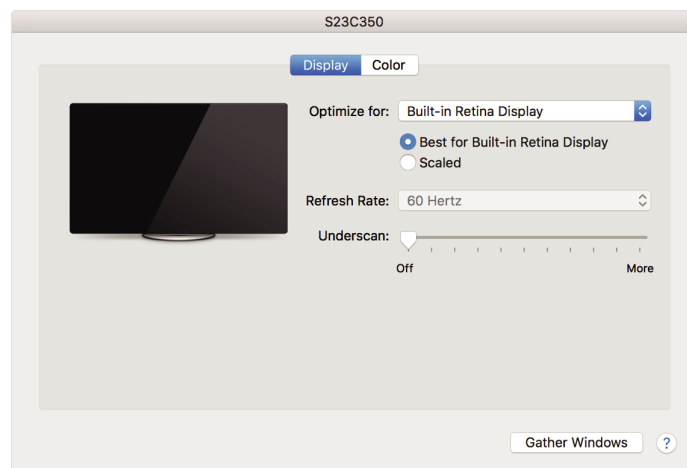 S23C350
Display Color
Optimize for: Built-in Retina Display
Best for Built-in Retina Display
Scaled
Refresh Rate: 60 Hertz
Underscan:
Off More
Gather Windows ?